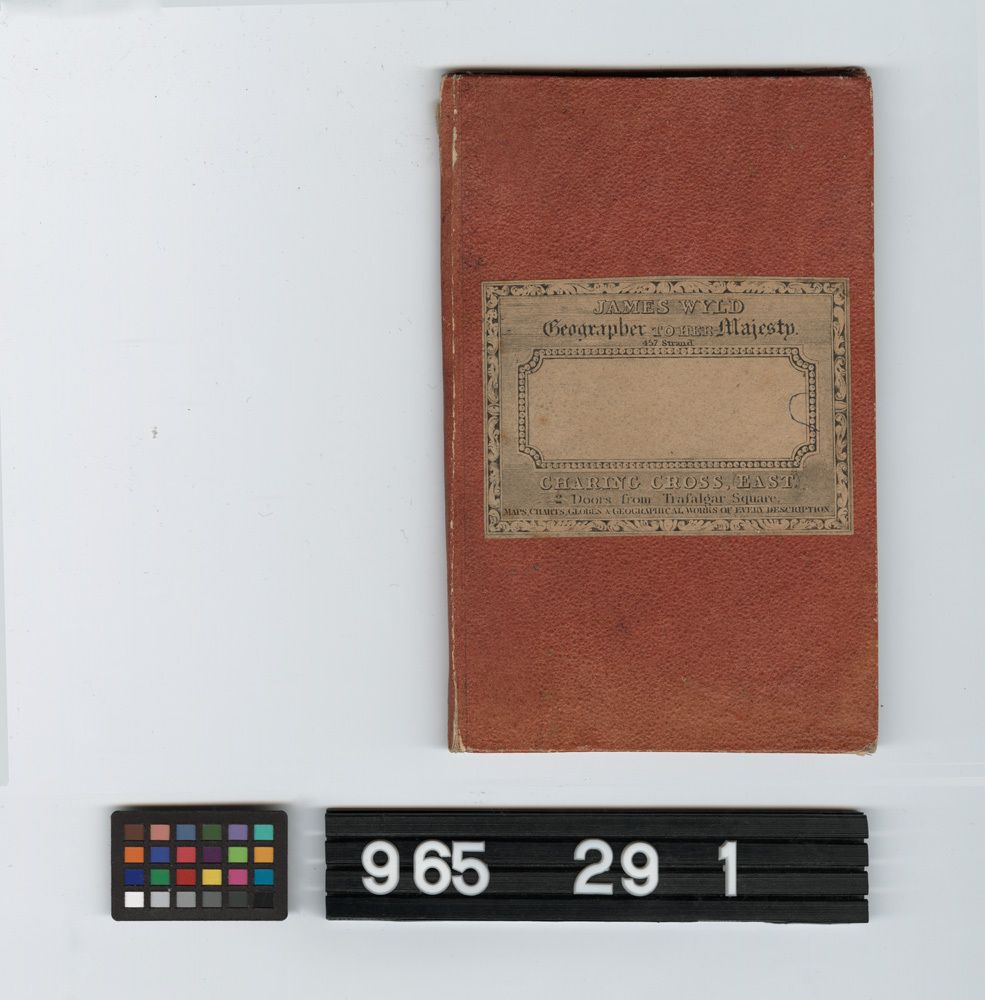 JAMES WYLD
Geographer TO HER Majesty.
457 Strand
CHARING CROSS, EAST,
2 Doors from Trafalgar Square,
MAPS, CHARTS, GLOBES & GEOGRAPHICAL WORKS OF EVERY DESCRIPTION
965 29 1